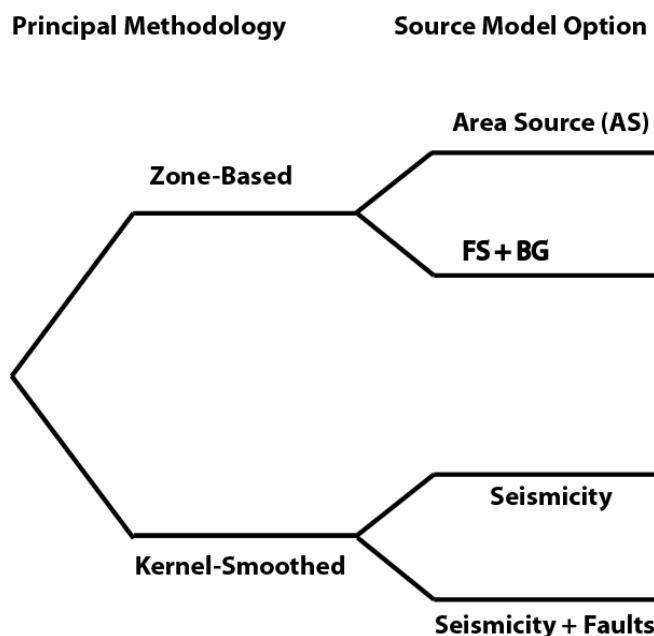 Principal Methodology
Source Model Option
Area Source (AS)
Zone-Based
FS + BG
Seismicity
Kernel-Smoothed
Seismicity + Faults